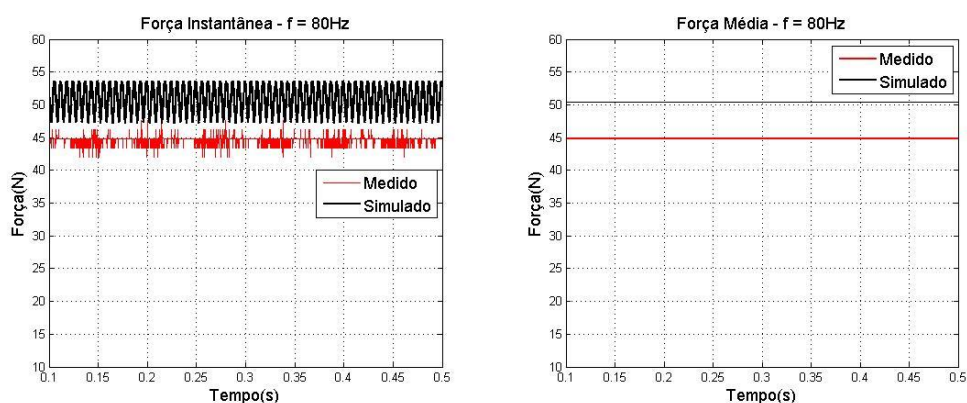 Força Instantânea - f = 80Hz
Força(N)
60
55
50
45
40
35
30
25
20
15
10
Medido
Simulado
0.1 0.15 0.2 0.25 0.3 0.35 0.4 0.45 0.5
Tempo(s)
Força Média - f = 80Hz
Força(N)
60
55
50
45
40
35
30
25
20
15
10
Medido
Simulado
0.1 0.15 0.2 0.25 0.3 0.35 0.4 0.45 0.5
Tempo(s)